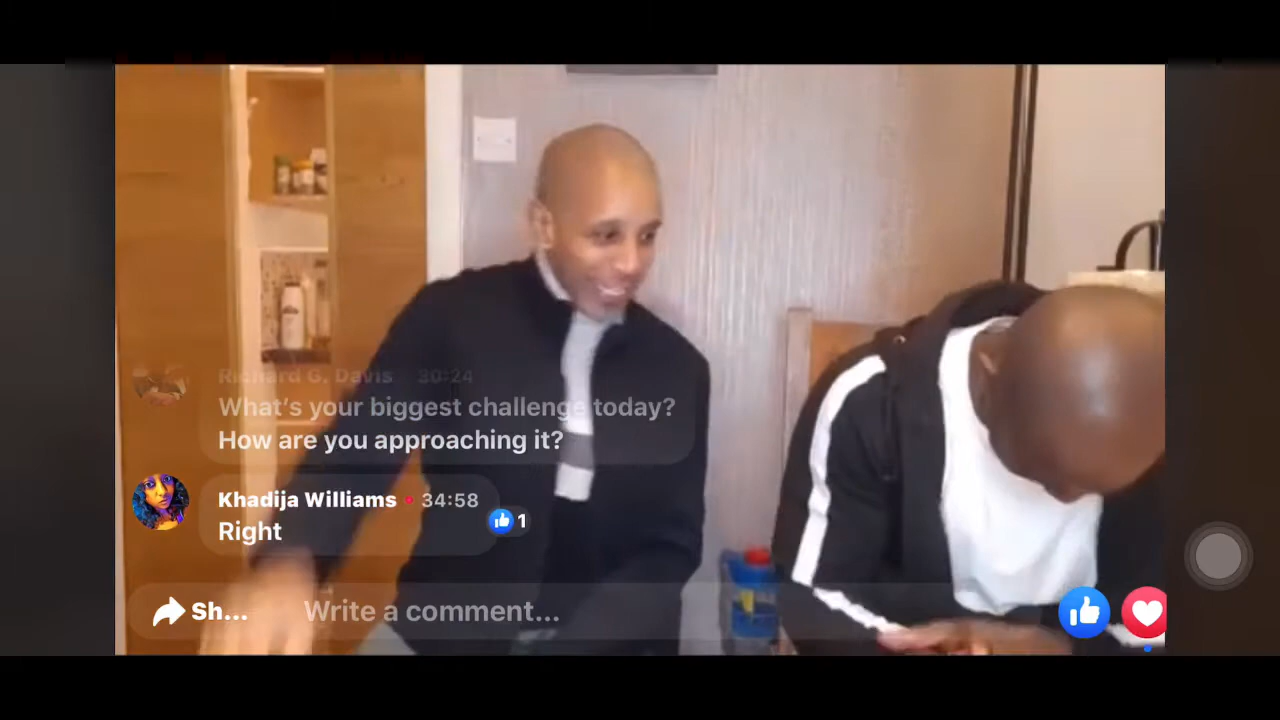 Richard G. Davis 30:24
What's your biggest challenge today?
How are you approaching it?
Khadija Williams 34:58
Right
1
Sh... Write a comment...